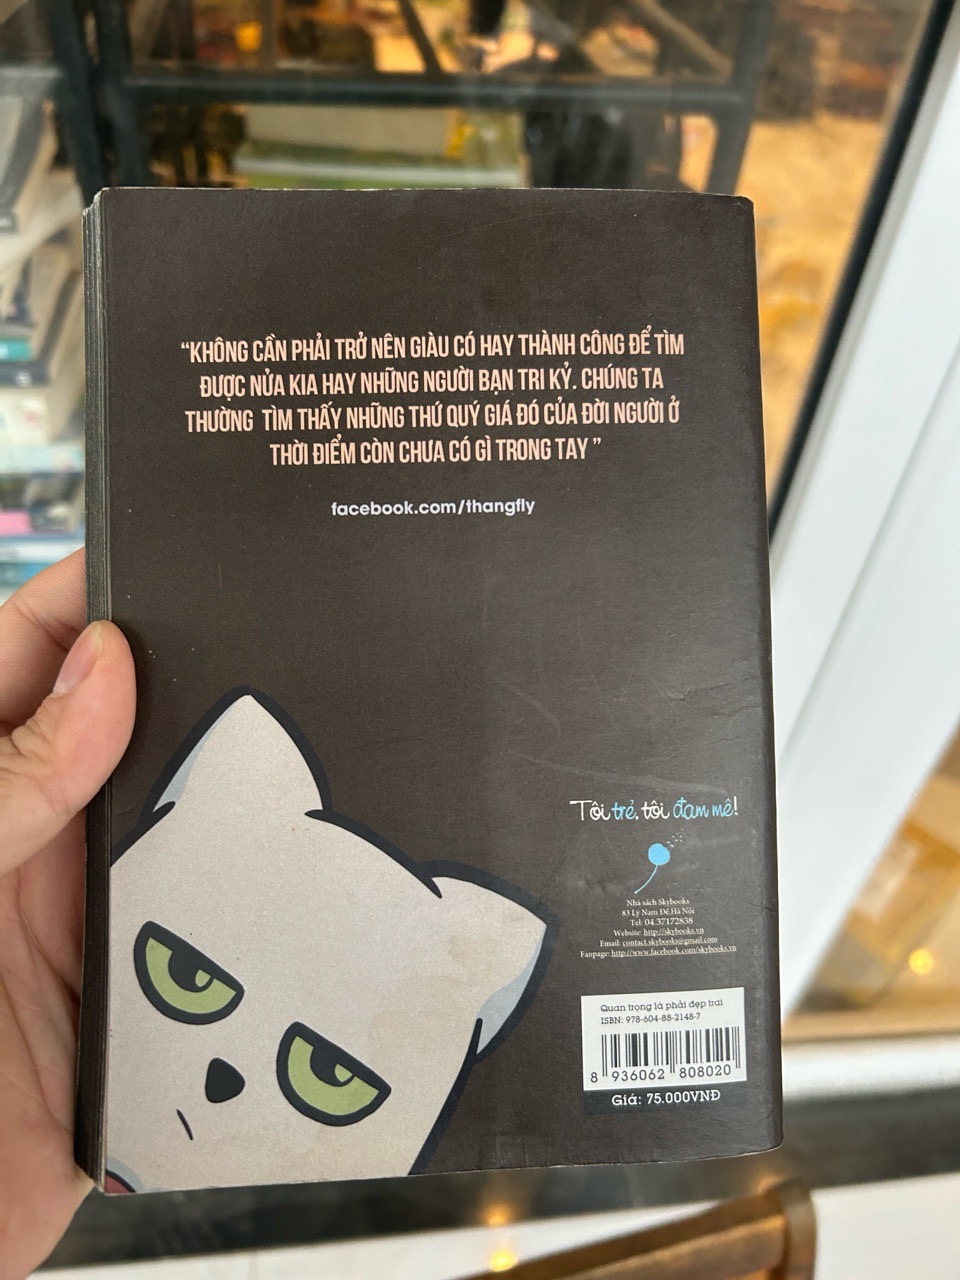 “KHÔNG CẦN PHẢI TRỞ NÊN GIÀU CÓ HAY THÀNH CÔNG ĐỂ TÌM
ĐƯỢC NỬA KIA HAY NHỮNG NGƯỜI BẠN TRI KỶ. CHÚNG TA
THƯỜNG TÌM THẤY NHỮNG THỨ QUÝ GIÁ ĐÓ CỦA ĐỜI NGƯỜI Ở
THỜI ĐIỂM CÒN CHƯA CÓ GÌ TRONG TAY ”
facebook.com/thangfly
Tôi trẻ, tôi đam mê!
Nhà sách Skybooks
83 Lý Nam Đế,Hà Nội
Tel: 04.37172838
Website: http://skybooks.vn
Email: contact.skybooks@gmail.com
Fanpage: http://www.facebook.com/skybooks.vn
Quan trọng là phải đẹp trai
ISBN: 978-604-88-2148-7
8 936062 808020
Giá: 75.000VNĐ